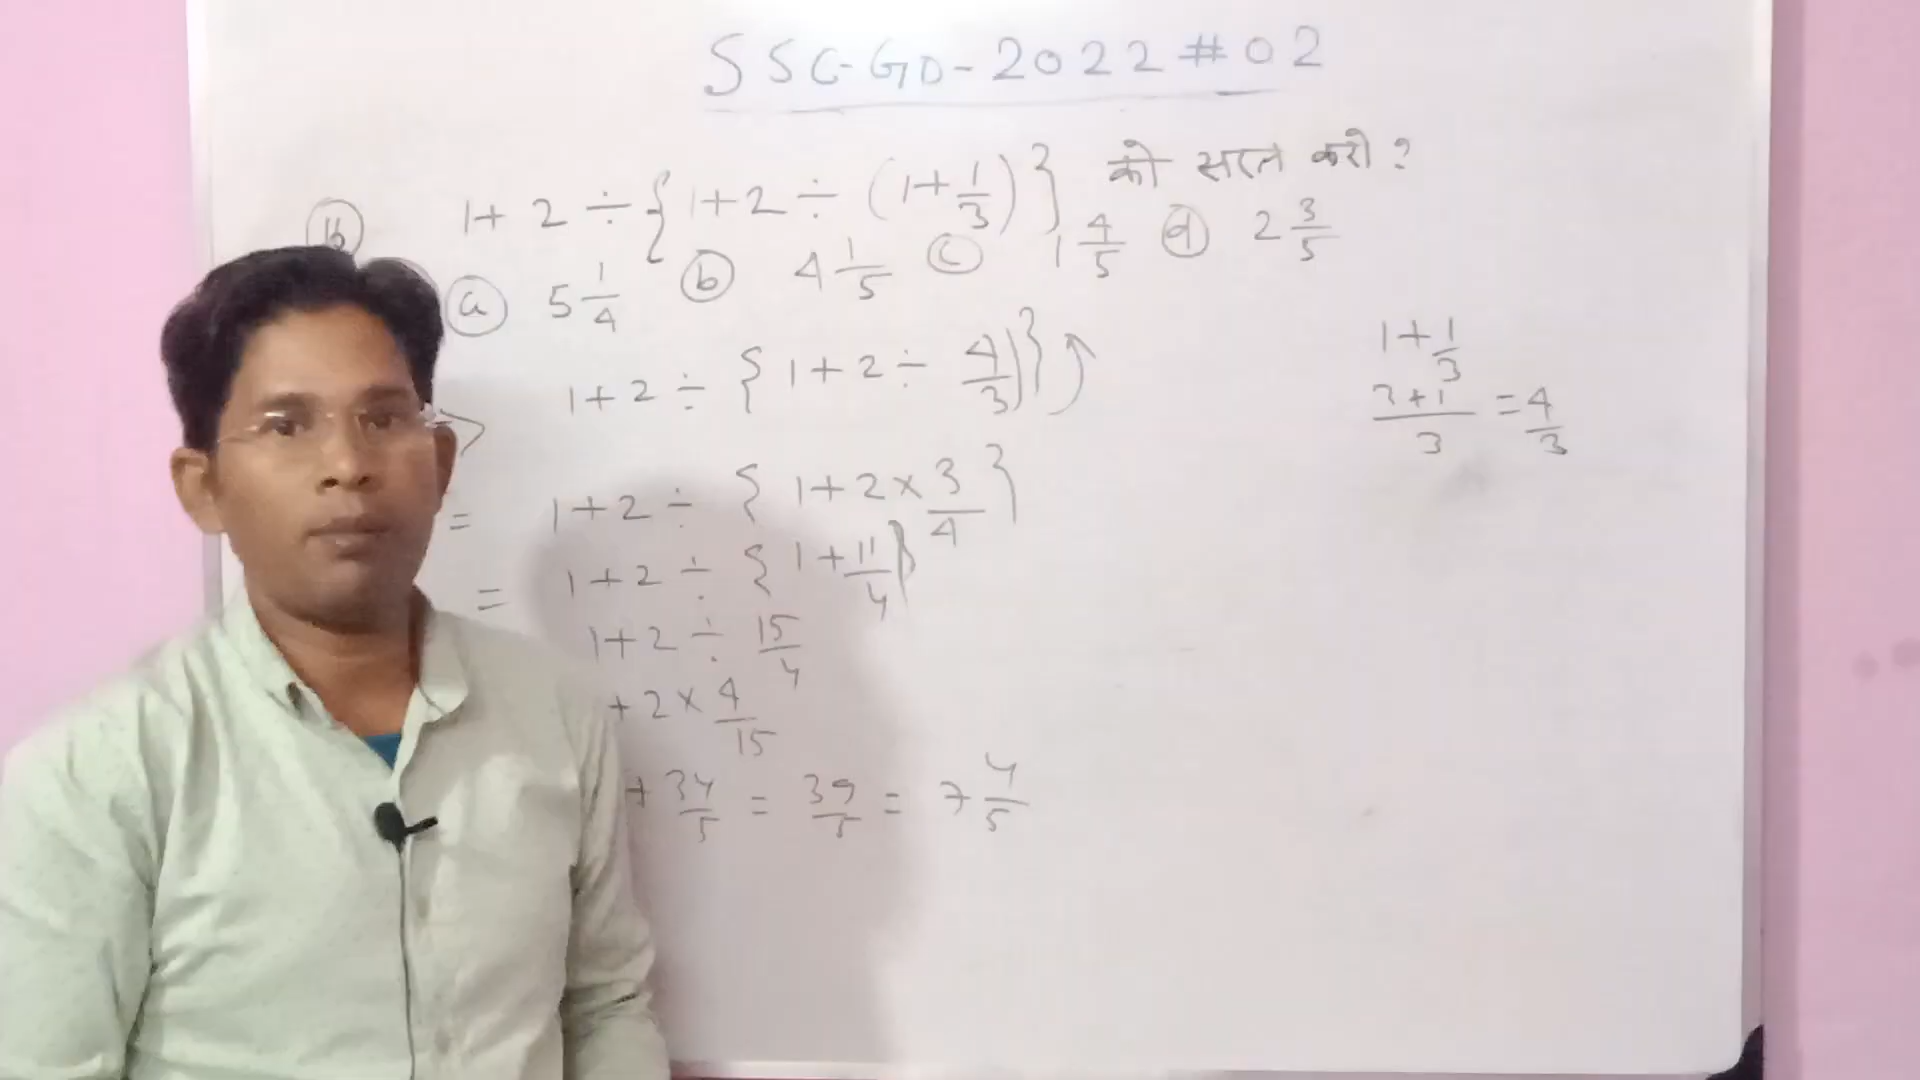 SSC-GD-2022#02
16 1+2÷{1+2÷(1+1/3)} को सरल करो?
(a) 5 1/4 (b) 4 1/5 (c) 1 4/5 (d) 2 3/5
1+2÷{1+2÷4/3)}
= 1+2÷{1+2×3/4}
= 1+2÷{1+11/4}
1+2÷15/4
+2×4/15
+34/5=39/5=7 4/5
1+1/3
3+1/3=4/3